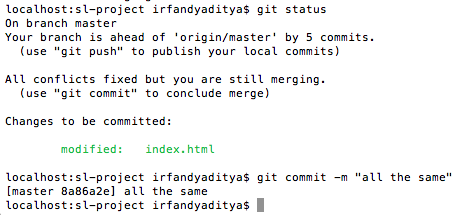 localhost:sl-project irfandyaditya$ git status
On branch master
Your branch is ahead of 'origin/master' by 5 commits.
  (use "git push" to publish your local commits)

All conflicts fixed but you are still merging.
  (use "git commit" to conclude merge)

Changes to be committed:

        modified:   index.html

localhost:sl-project irfandyaditya$ git commit -m "all the same"
[master 8a86a2e] all the same
localhost:sl-project irfandyaditya$